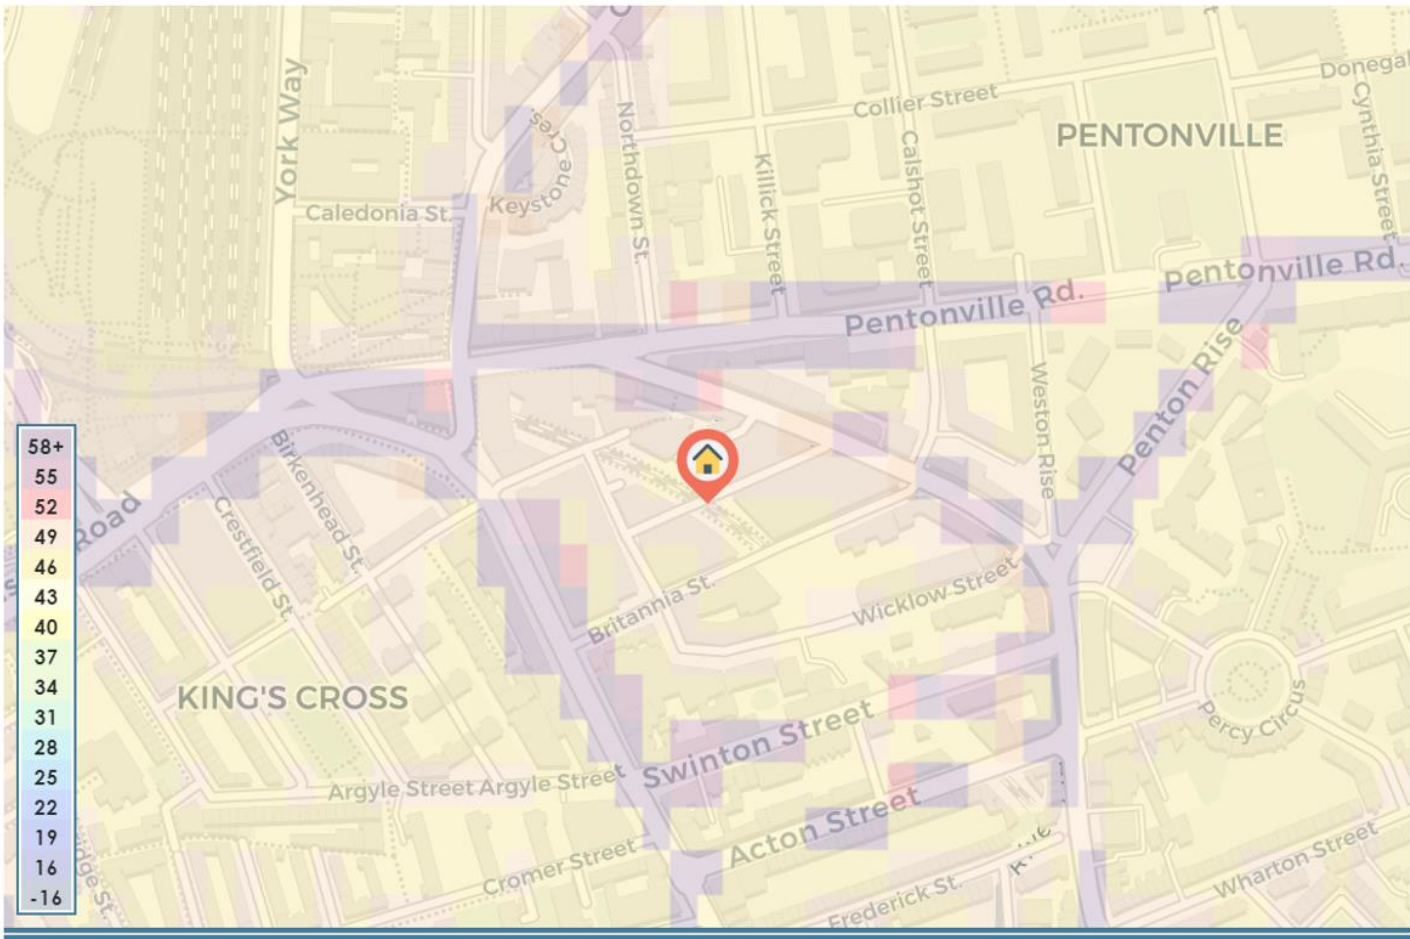 York Way
Caledonia St.
Keystone
Cres.
Northdown St.
Killick Street
Collier Street
Calshot Street
PENTONVILLE
Donegal
Cynthia Street
Pentonville Rd.
Pentonville Rd.
Penton Rise
Weston Rise
58+
55
52
49
46
43
40
37
34
31
28
25
22
19
16
-16
Road
Birkenhead St.
Crestfield St.
Britannia St.
Wicklow Street
KING'S CROSS
Percy Circus
Swinton Street
Argyle Street Argyle Street
Acton Street
Cromer Street
Frederick St.
Wharton Street